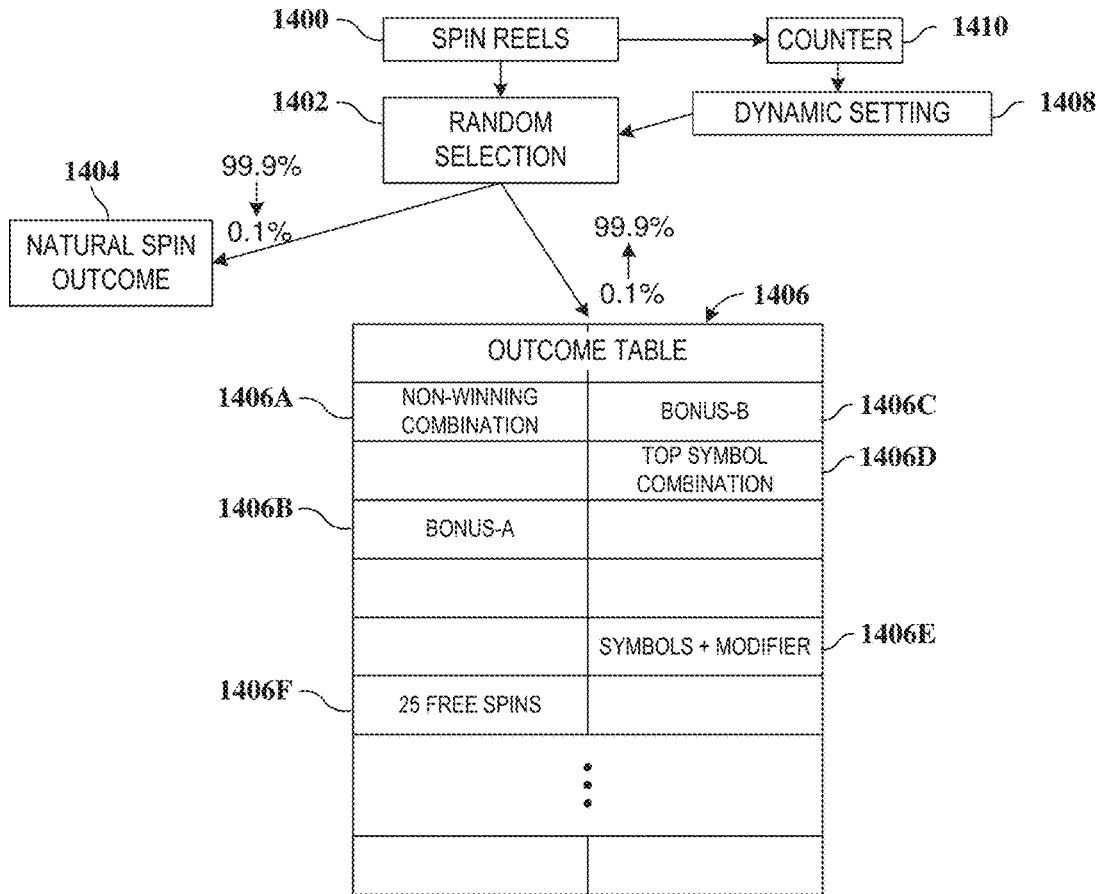 1400
SPIN REELS
COUNTER
1410
1402
RANDOM
SELECTION
DYNAMIC SETTING
1408
1404
99.9%
0.1%
NATURAL SPIN
OUTCOME
99.9%
0.1%
1406
OUTCOME TABLE
1406A
NON-WINNING
COMBINATION
BONUS-B
1406C
TOP SYMBOL
COMBINATION
1406D
1406B
BONUS-A
SYMBOLS + MODIFIER
1406E
1406F
25 FREE SPINS